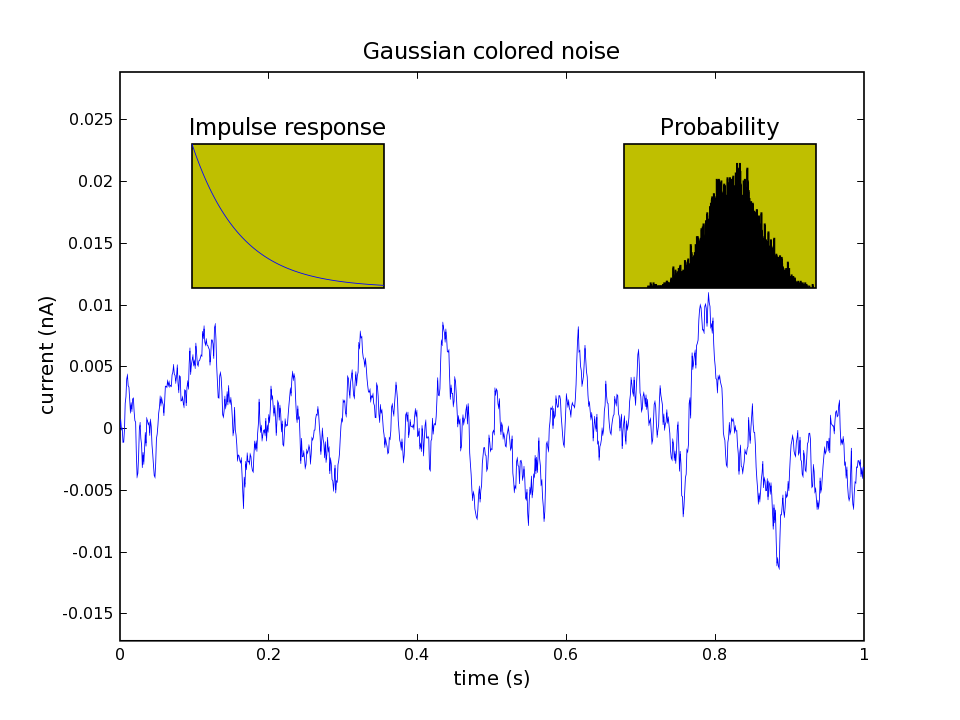 Gaussian colored noise
Impulse response
Probability
0.025
0.02
0.015
0.01
0.005
0
-0.005
-0.01
-0.015
current (nA)
0 0.2 0.4 0.6 0.8 1
time (s)